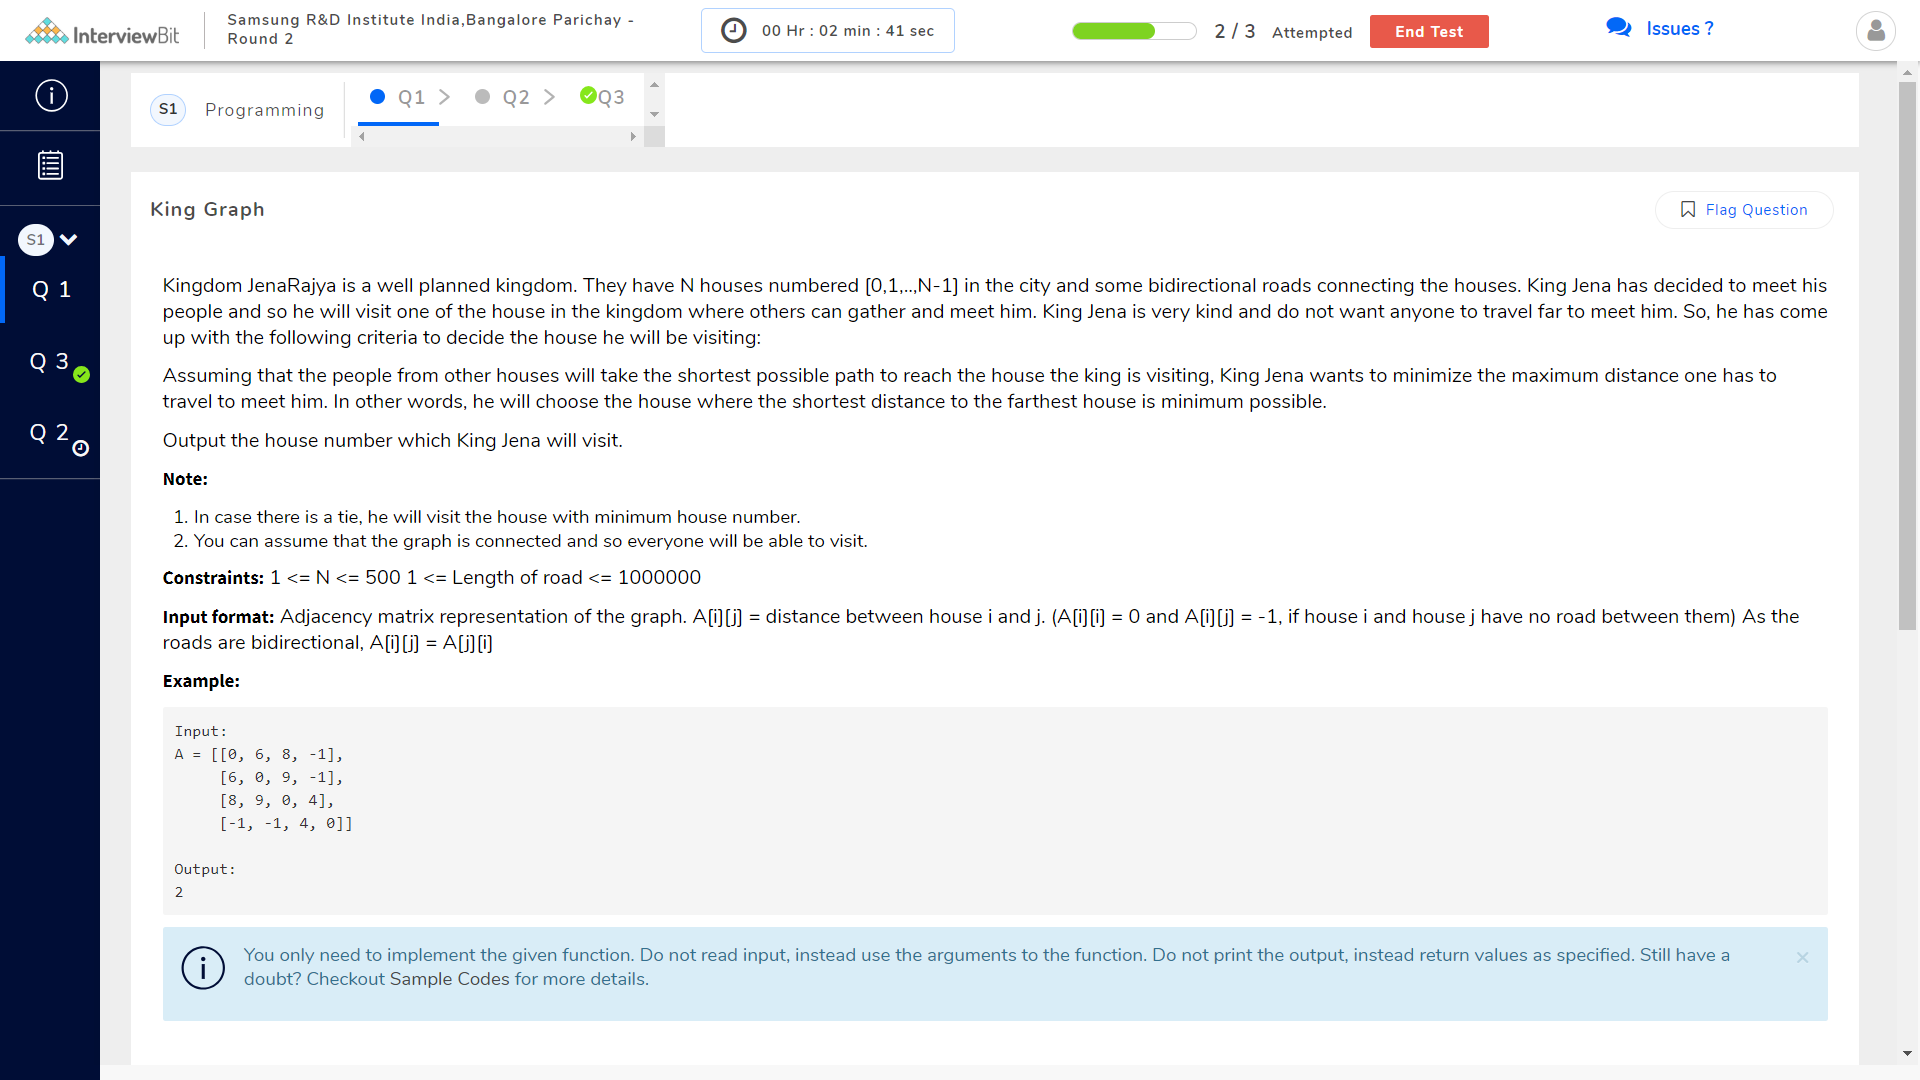 InterviewBit
Samsung R&D Institute India,Bangalore Parichay -
Round 2
00 Hr : 02 min : 41 sec
2 / 3 Attempted
End Test
Issues ?
S1 Programming
Q1 > Q2 > Q3
S1
Q 1
Q 3
Q 2
King Graph
Flag Question
Kingdom JenaRajya is a well planned kingdom. They have N houses numbered [0,1,..,N-1] in the city and some bidirectional roads connecting the houses. King Jena has decided to meet his
people and so he will visit one of the house in the kingdom where others can gather and meet him. King Jena is very kind and do not want anyone to travel far to meet him. So, he has come
up with the following criteria to decide the house he will be visiting:
Assuming that the people from other houses will take the shortest possible path to reach the house the king is visiting, King Jena wants to minimize the maximum distance one has to
travel to meet him. In other words, he will choose the house where the shortest distance to the farthest house is minimum possible.
Output the house number which King Jena will visit.
Note:
1. In case there is a tie, he will visit the house with minimum house number.
2. You can assume that the graph is connected and so everyone will be able to visit.
Constraints: 1 <= N <= 500 1 <= Length of road <= 1000000
Input format: Adjacency matrix representation of the graph. A[i][j] = distance between house i and j. (A[i][i] = 0 and A[i][j] = -1, if house i and house j have no road between them) As the
roads are bidirectional, A[i][j] = A[j][i]
Example:
Input:
A = [[0, 6, 8, -1],
[6, 0, 9, -1],
[8, 9, 0, 4],
[-1, -1, 4, 0]]
Output:
2
You only need to implement the given function. Do not read input, instead use the arguments to the function. Do not print the output, instead return values as specified. Still have a
doubt? Checkout Sample Codes for more details.